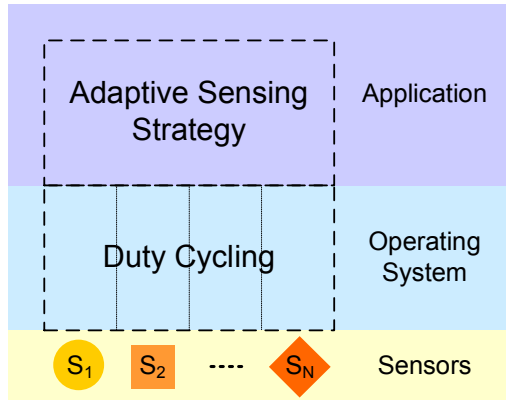 Adaptive Sensing
Strategy
Application
Duty Cycling
Operating
System
S1 S2 ---- SN
Sensors